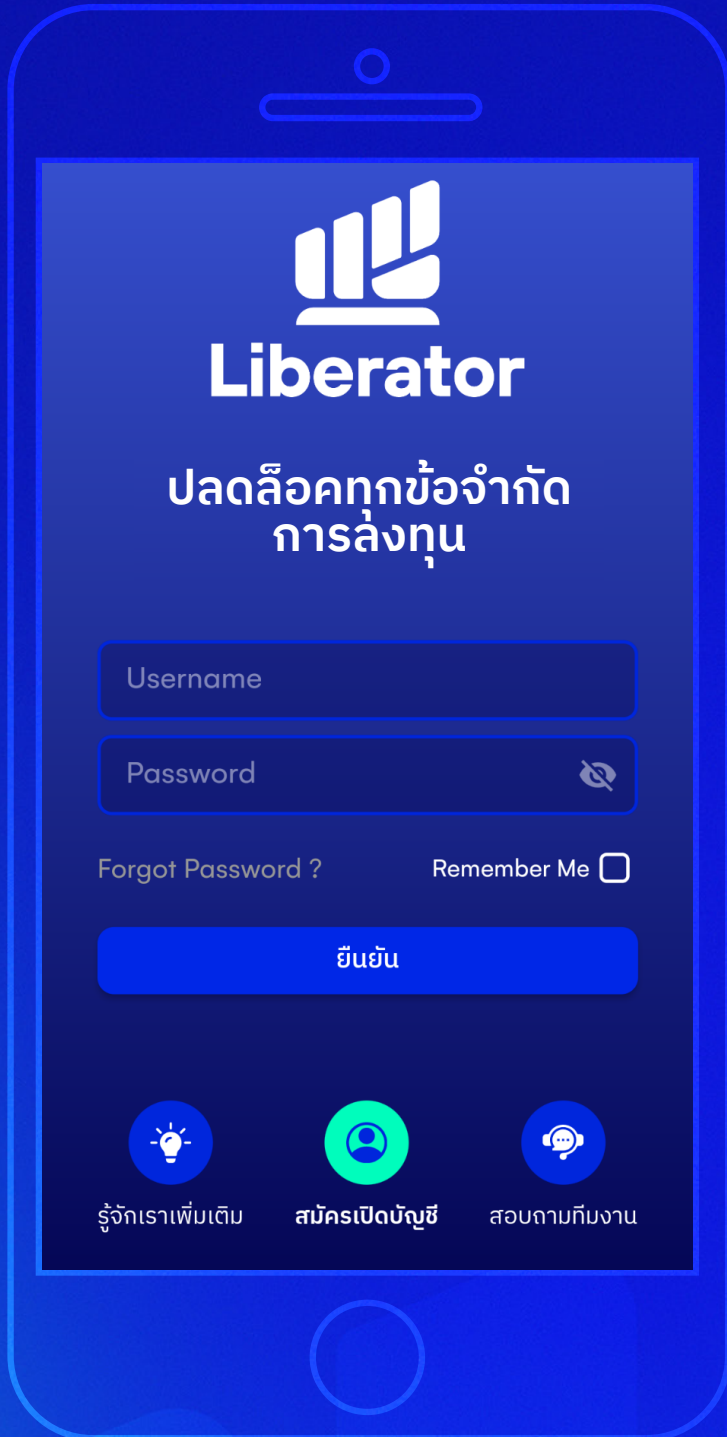 Liberator
ปลดล็อคทุกข้อจำกัด
การลงทุน
Username
Password
Forgot Password ?
Remember Me
ยืนยัน
รู้จักเราเพิ่มเติม
สมัครเปิดบัญชี
สอบถามทีมงาน